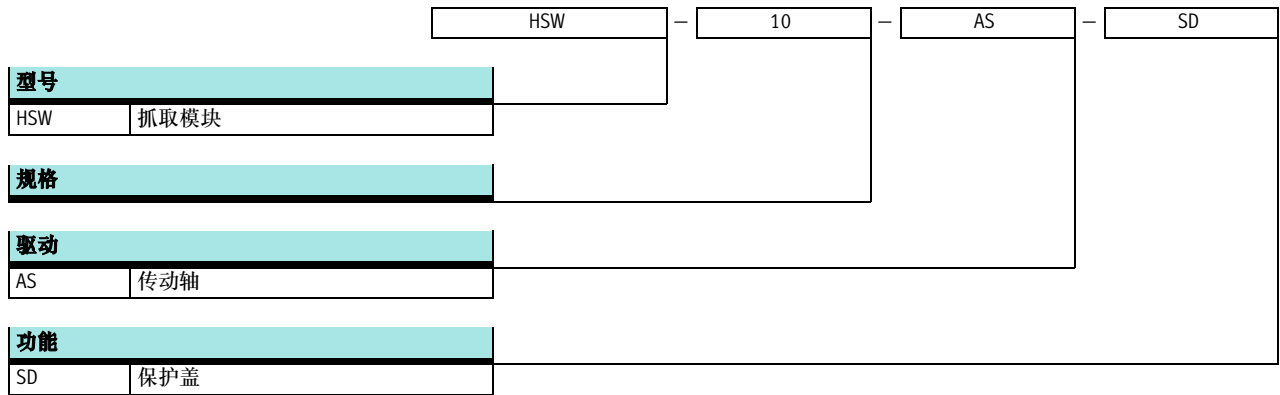 HSW – 10 – AS – SD
型号
HSW 抓取模块
规格
驱动
AS 传动轴
功能
SD 保护盖